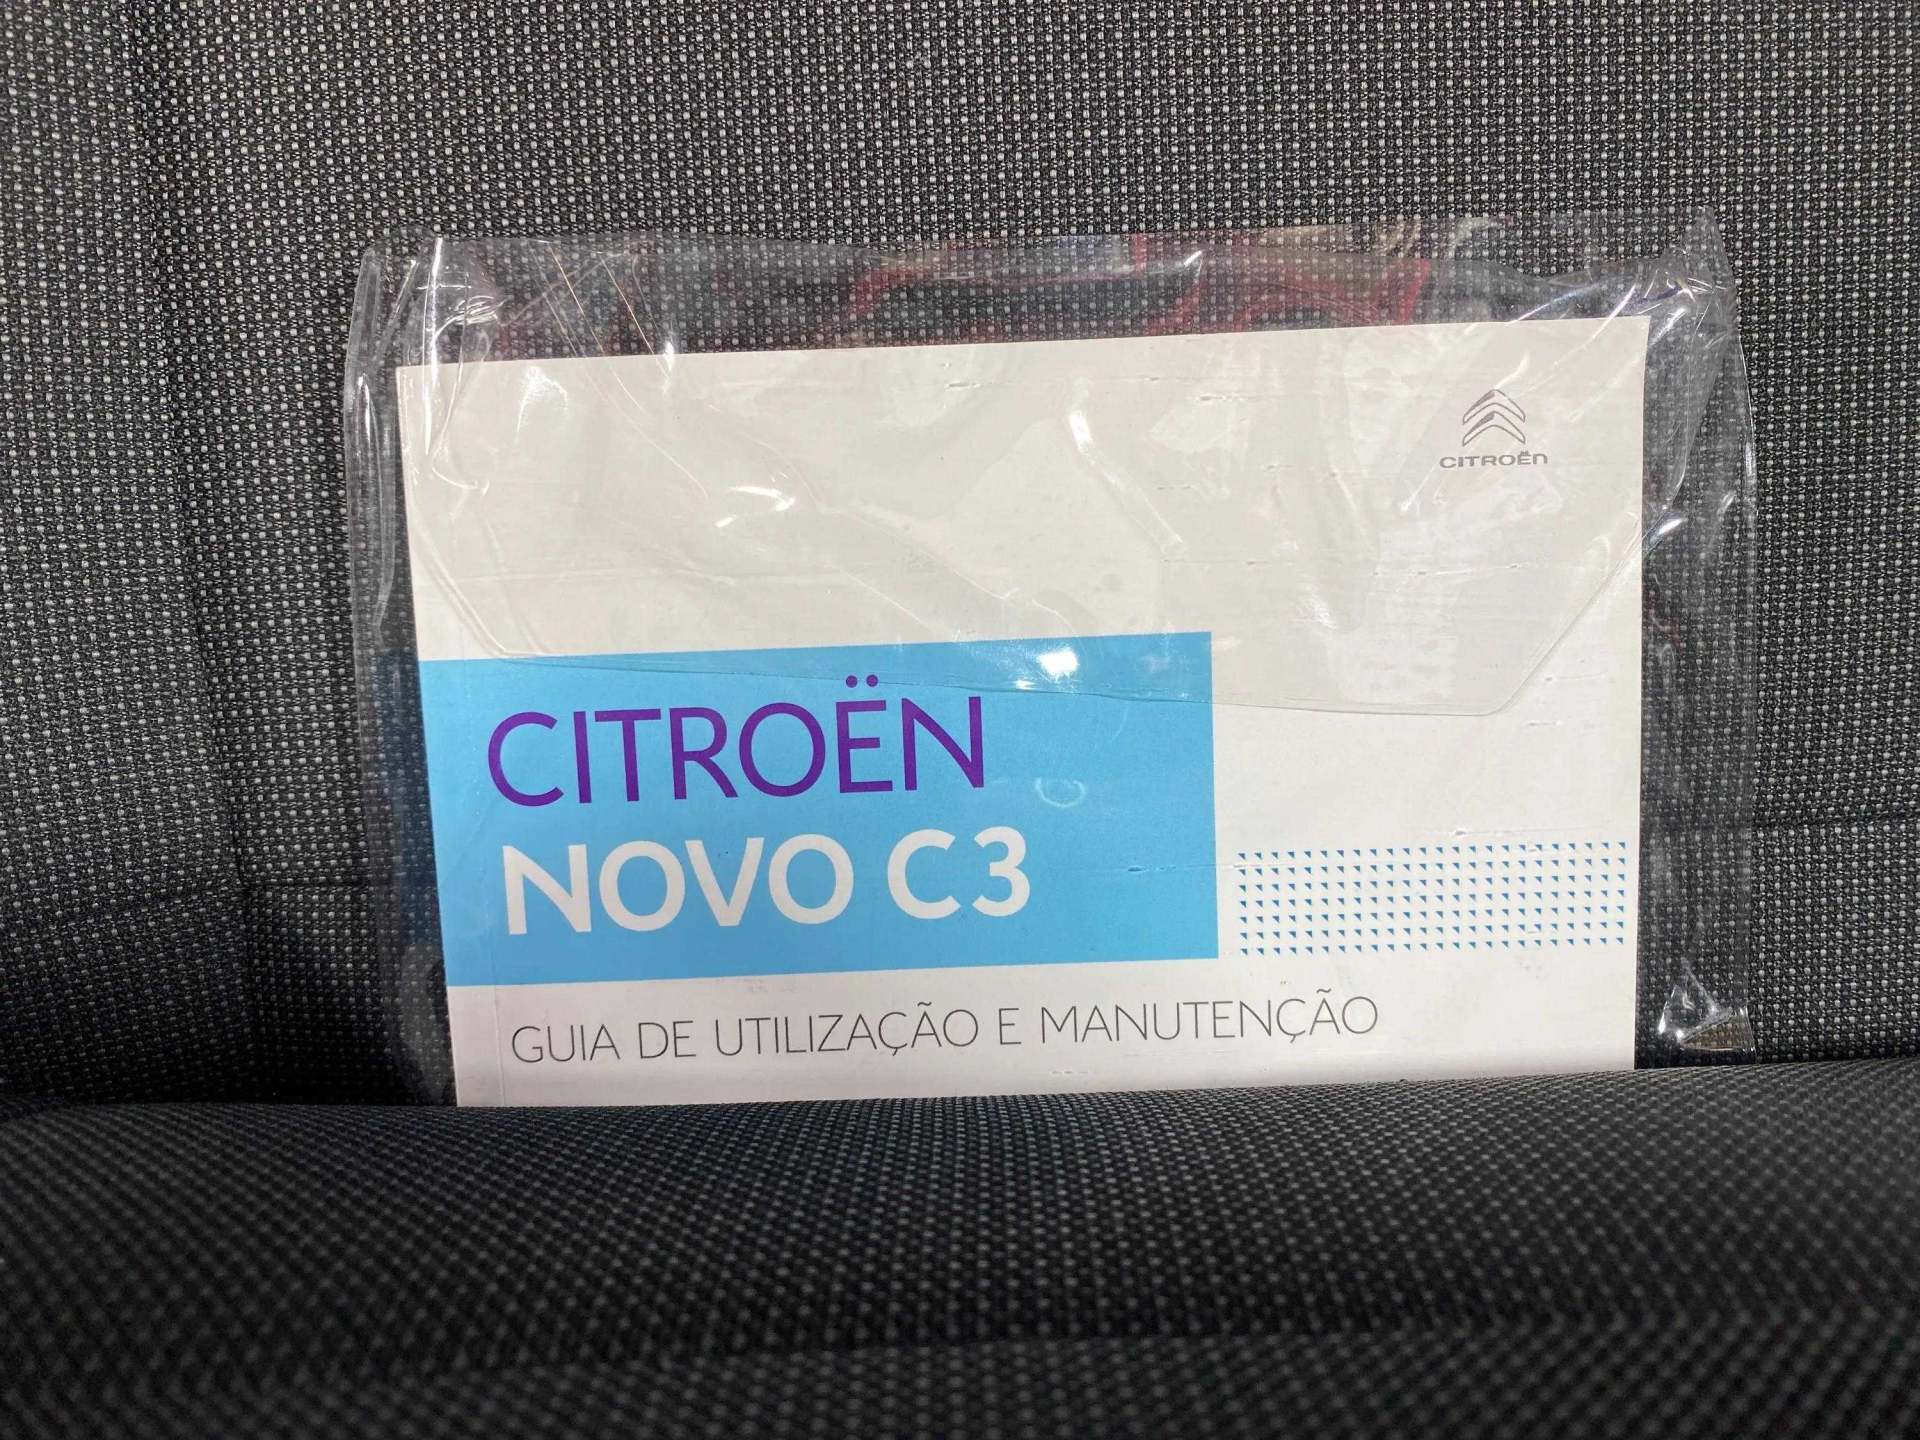 CITROËN
CITROËN
NOVO C3
GUIA DE UTILIZAÇÃO E MANUTENÇÃO